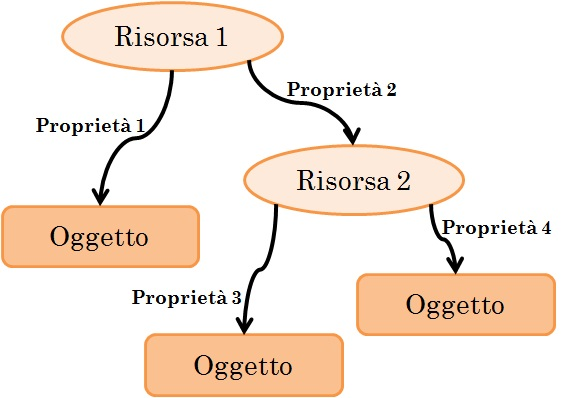 Risorsa 1
Proprietà 2
Proprietà 1
Risorsa 2
Oggetto
Proprietà 4
Proprietà 3
Oggetto
Oggetto